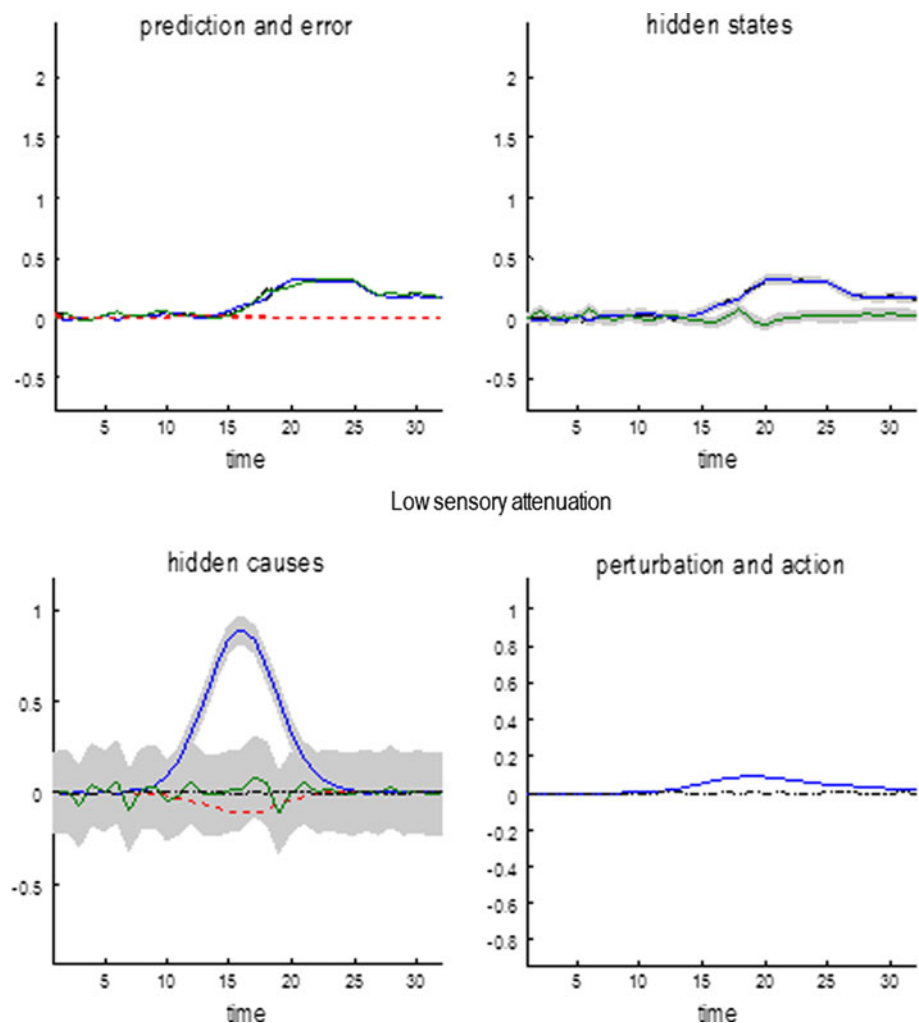 prediction and error
hidden states
2
1.5
1
0.5
0
-0.5
5 10 15 20 25 30
time
2
1.5
1
0.5
0
-0.5
5 10 15 20 25 30
time
Low sensory attenuation
hidden causes
perturbation and action
1
0.5
0
-0.5
5 10 15 20 25 30
time
1
0.8
0.6
0.4
0.2
0
-0.2
-0.4
-0.6
-0.8
5 10 15 20 25 30
time